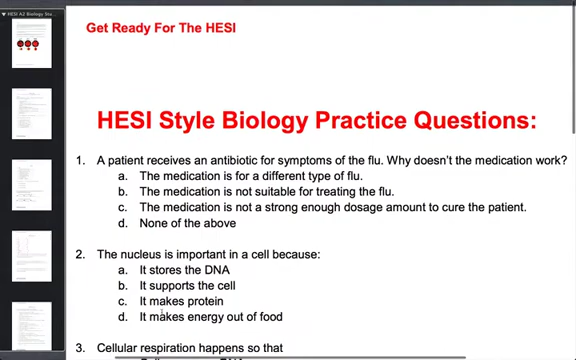 HESI A2 Biology Stu...
Get Ready For The HESI
HESI Style Biology Practice Questions:
1. A patient receives an antibiotic for symptoms of the flu. Why doesn't the medication work?
a. The medication is for a different type of flu.
b. The medication is not suitable for treating the flu.
c. The medication is not a strong enough dosage amount to cure the patient.
d. None of the above
2. The nucleus is important in a cell because:
a. It stores the DNA
b. It supports the cell
c. It makes protein
d. It makes energy out of food
3. Cellular respiration happens so that